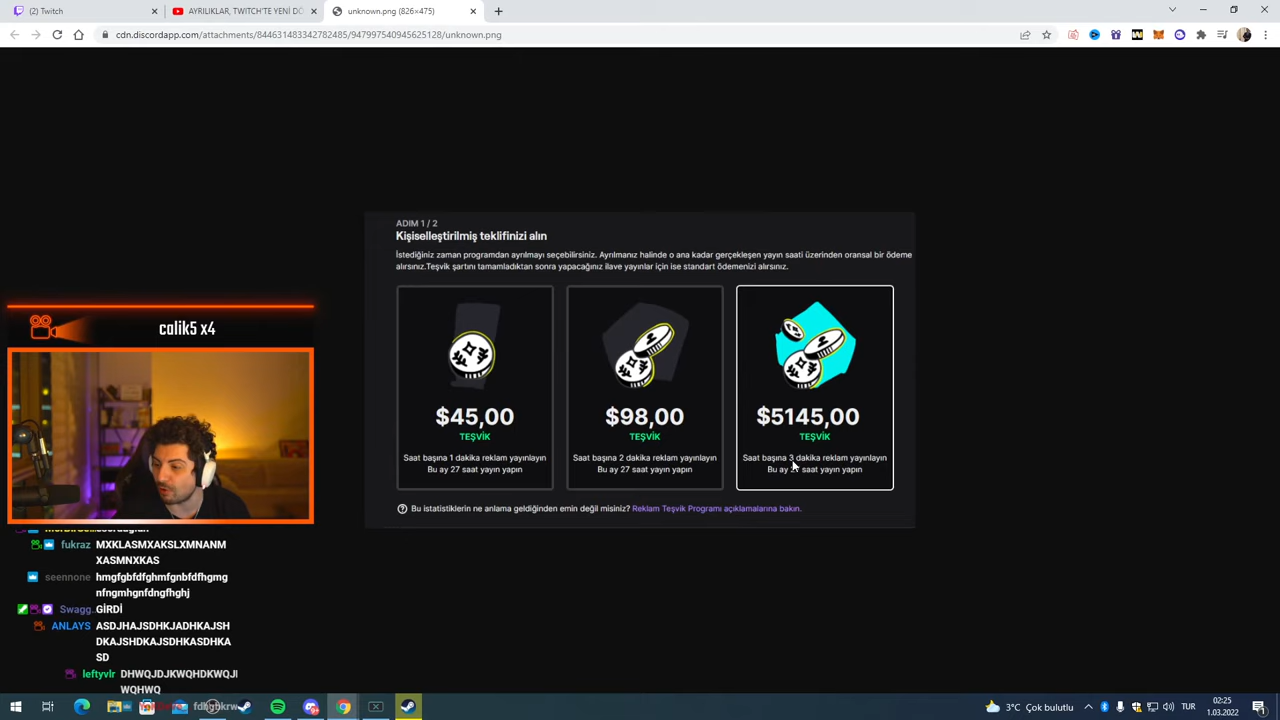 (2) Twitch
AYRILIKLAR, TWITCH'TE YENİ DÖ
unknown.png (826×475)
cdn.discordapp.com/attachments/844631483342782485/947997540945625128/unknown.png
ADIM 1 / 2
Kişiselleştirilmiş teklifinizi alın
İstediğiniz zaman programdan ayrılmayı seçebilirsiniz. Ayrılmanız halinde o ana kadar gerçekleşen yayın saati üzerinden oransal bir ödeme
alırsınız.Teşvik şartını tamamladıktan sonra yapacağınız ilave yayınlar için ise standart ödemenizi alırsınız.
$45,00
TEŞVİK
Saat başına 1 dakika reklam yayınlayın
Bu ay 27 saat yayın yapın
$98,00
TEŞVİK
Saat başına 2 dakika reklam yayınlayın
Bu ay 27 saat yayın yapın
$5145,00
TEŞVİK
Saat başına 3 dakika reklam yayınlayın
Bu ay saat yayın yapın
Bu istatistiklerin ne anlama geldiğinden emin değil misiniz? Reklam Teşvik Programı açıklamalarına bakın.
calik5 x4
fukraz MXKLASMXAKSLXMNANM
XASMNXKAS
seennone hmgfgbfdfghmfgnbfdfhgmg
nfngmhgnfdngfhghj
Swagg.. GİRDİ
ANLAYS ASDJHAJSDHKJADHKAJSH
DKAJSHDKAJSDHKASDHKA
SD
leftyvlr DHWQJDJKWQHDKWQJI
WQHWQ
3°C Çok bulutlu
TUR
02:25
1.03.2022